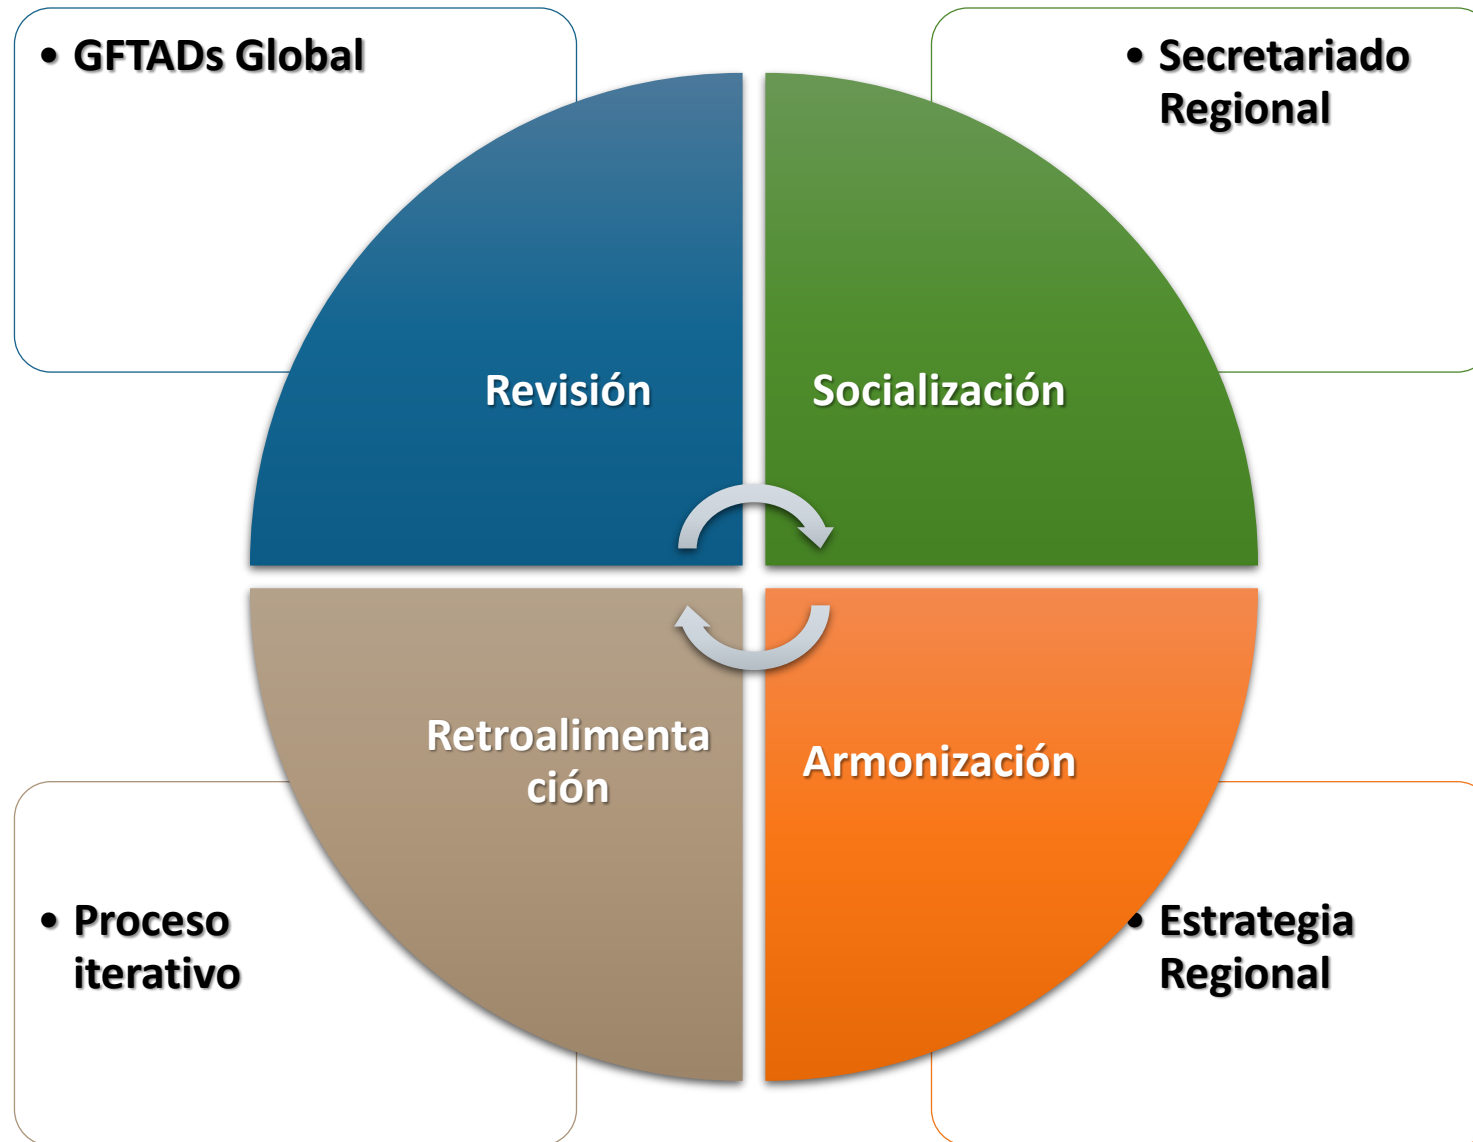 • GFTADs Global
• Secretariado
Regional
Revisión
Socialización
Retroalimenta
ción
Armonización
• Proceso
iterativo
• Estrategia
Regional